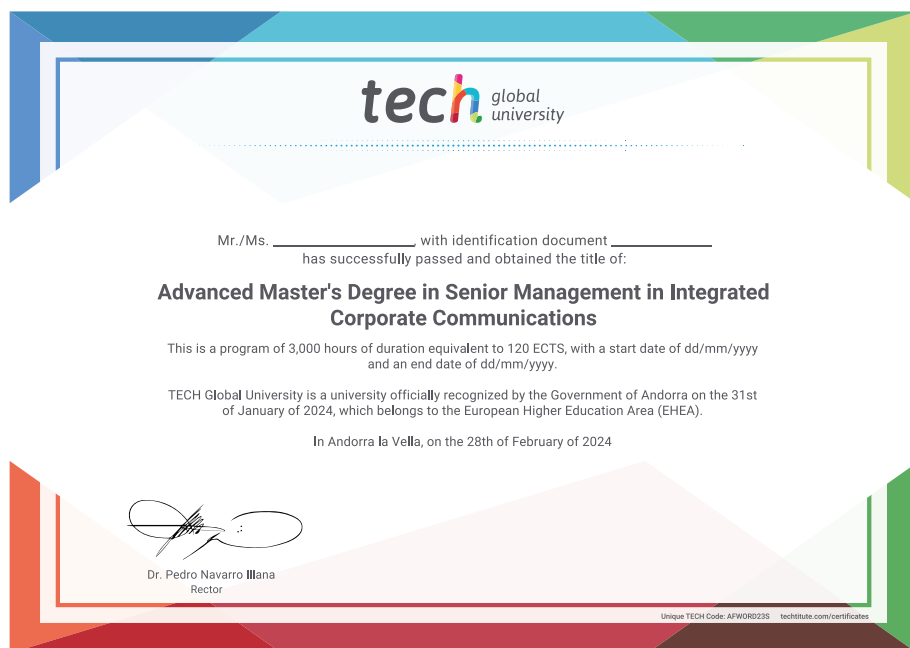 tech global
university
Mr./Ms. ____________________, with identification document ______________
has successfully passed and obtained the title of:
Advanced Master's Degree in Senior Management in Integrated
Corporate Communications
This is a program of 3,000 hours of duration equivalent to 120 ECTS, with a start date of dd/mm/yyyy
and an end date of dd/mm/yyyy.
TECH Global University is a university officially recognized by the Government of Andorra on the 31st
of January of 2024, which belongs to the European Higher Education Area (EHEA).
In Andorra la Vella, on the 28th of February of 2024
Dr. Pedro Navarro Illana
Rector
Unique TECH Code: AFWORD23S techtitute.com/certificates